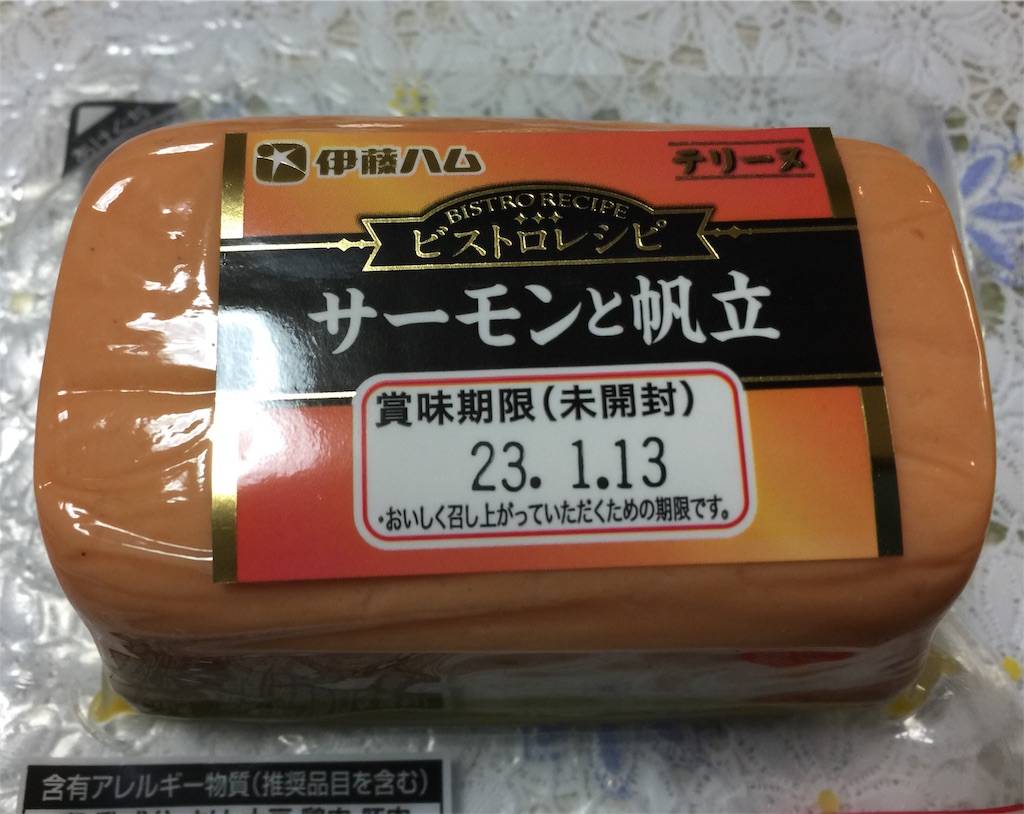 伊藤ハム
テリーヌ
BISTRO RECIPE
ビストロレシピ
サーモンと帆立
賞味期限(未開封)
23. 1.13
・おいしく召し上がっていただくための期限です。
含有アレルギー物質(推奨品目を含む)